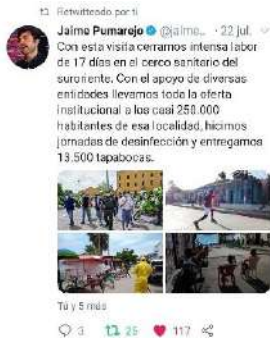 Retwitteado por ti
Jaime Pumarejo @jaime... · 22 jul.
Con esta visita cerramos intensa labor
de 17 días en el cerco sanitario del
suroriente. Con el apoyo de diversas
entidades llevamos toda la oferta
institucional a los casi 250.000
habitantes de esa localidad, hicimos
jornadas de desinfección y entregamos
13.500 tapabocas.
Tú y 5 más
3 25 117